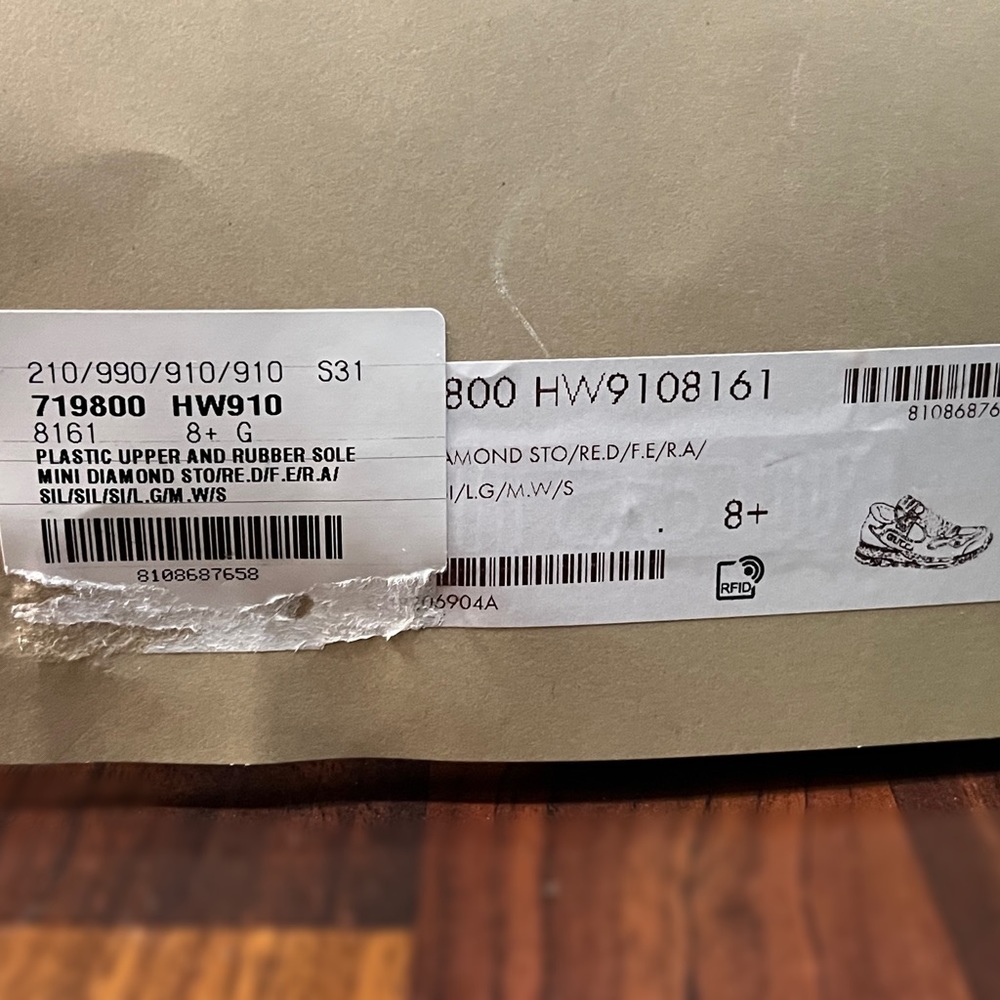 210/990/910/910 S31
719800 HW910
8161 8+ G
PLASTIC UPPER AND RUBBER SOLE
MINI DIAMOND STO/RE.D/F.E/R.A/
SIL/SIL/SI/L.G/M.W/S
8108687658
800 HW9108161
81086876
AMOND STO/RE.D/F.E/R.A/
I/L.G/M.W/S
8+
GUCCI
RFID
06904A